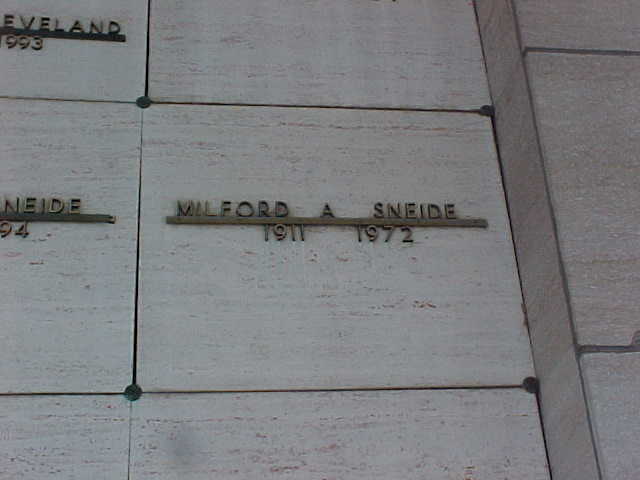 EVELAND
1993
NEIDE
94
MILFORD A SNEIDE
1911 1972